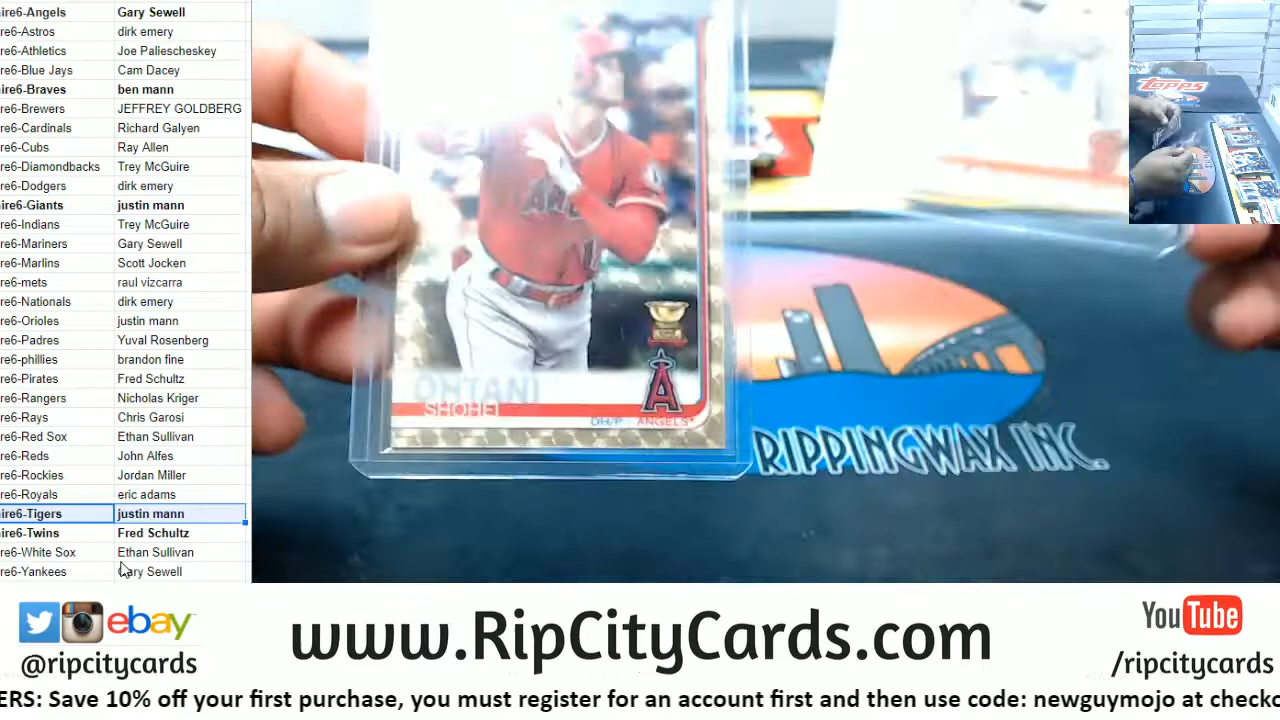 ire6-Angels Gary Sewell
re6-Astros dirk emery
re6-Athletics Joe Paliescheskey
re6-Blue Jays Cam Dacey
ire6-Braves ben mann
re6-Brewers JEFFREY GOLDBERG
re6-Cardinals Richard Galyen
re6-Cubs Ray Allen
re6-Diamondbacks Trey McGuire
re6-Dodgers dirk emery
ire6-Giants justin mann
re6-Indians Trey McGuire
re6-Mariners Gary Sewell
re6-Marlins Scott Jocken
re6-mets raul vizcarra
re6-Nationals dirk emery
re6-Orioles justin mann
re6-Padres Yuval Rosenberg
re6-phillies brandon fine
re6-Pirates Fred Schultz
re6-Rangers Nicholas Kriger
re6-Rays Chris Garosi
re6-Red Sox Ethan Sullivan
re6-Reds John Alfes
re6-Rockies Jordan Miller
re6-Royals eric adams
ire6-Tigers justin mann
ire6-Twins Fred Schultz
re6-White Sox Ethan Sullivan
re6-Yankees Gary Sewell
OHTANI
SHOHEI
DH/P ANGELS
A
Topps
RIPPINGWAX INC.
ebay
@ripcitycards
www.RipCityCards.com
YouTube
/ripcitycards
ERS: Save 10% off your first purchase, you must register for an account first and then use code: newguymojo at checko